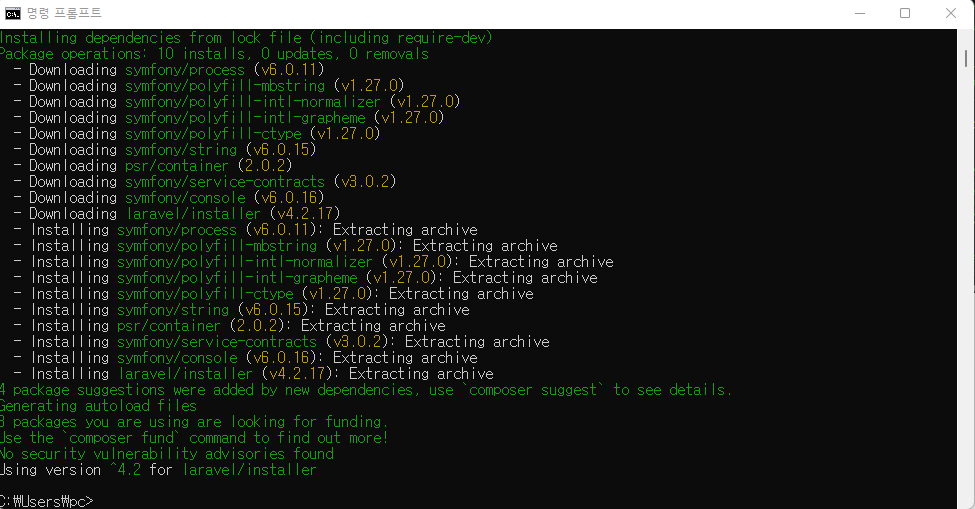 명령 프롬프트
Installing dependencies from lock file (including require-dev)
Package operations: 10 installs, 0 updates, 0 removals
- Downloading symfony/process (v6.0.11)
- Downloading symfony/polyfill-mbstring (v1.27.0)
- Downloading symfony/polyfill-intl-normalizer (v1.27.0)
- Downloading symfony/polyfill-intl-grapheme (v1.27.0)
- Downloading symfony/polyfill-ctype (v1.27.0)
- Downloading symfony/string (v6.0.15)
- Downloading psr/container (2.0.2)
- Downloading symfony/service-contracts (v3.0.2)
- Downloading symfony/console (v6.0.16)
- Downloading laravel/installer (v4.2.17)
- Installing symfony/process (v6.0.11): Extracting archive
- Installing symfony/polyfill-mbstring (v1.27.0): Extracting archive
- Installing symfony/polyfill-intl-normalizer (v1.27.0): Extracting archive
- Installing symfony/polyfill-intl-grapheme (v1.27.0): Extracting archive
- Installing symfony/polyfill-ctype (v1.27.0): Extracting archive
- Installing symfony/string (v6.0.15): Extracting archive
- Installing psr/container (2.0.2): Extracting archive
- Installing symfony/service-contracts (v3.0.2): Extracting archive
- Installing symfony/console (v6.0.16): Extracting archive
- Installing laravel/installer (v4.2.17): Extracting archive
4 package suggestions were added by new dependencies, use `composer suggest` to see details.
Generating autoload files
8 packages you are using are looking for funding.
Use the `composer fund` command to find out more!
No security vulnerability advisories found
Using version ^4.2 for laravel/installer
C:₩Users₩pc>